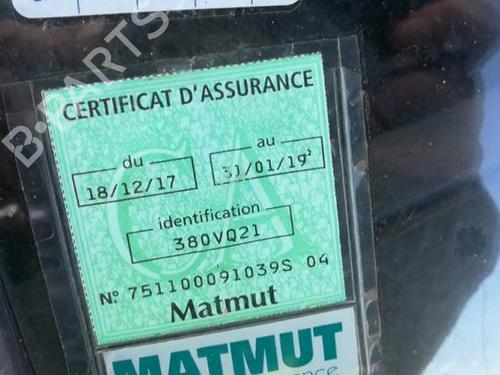 B-PARTS
CERTIFICAT D'ASSURANCE
du
au
18/12/17
31/01/19
identification
380VQ21
N° 751100091039S 04
Matmut
MATMUT